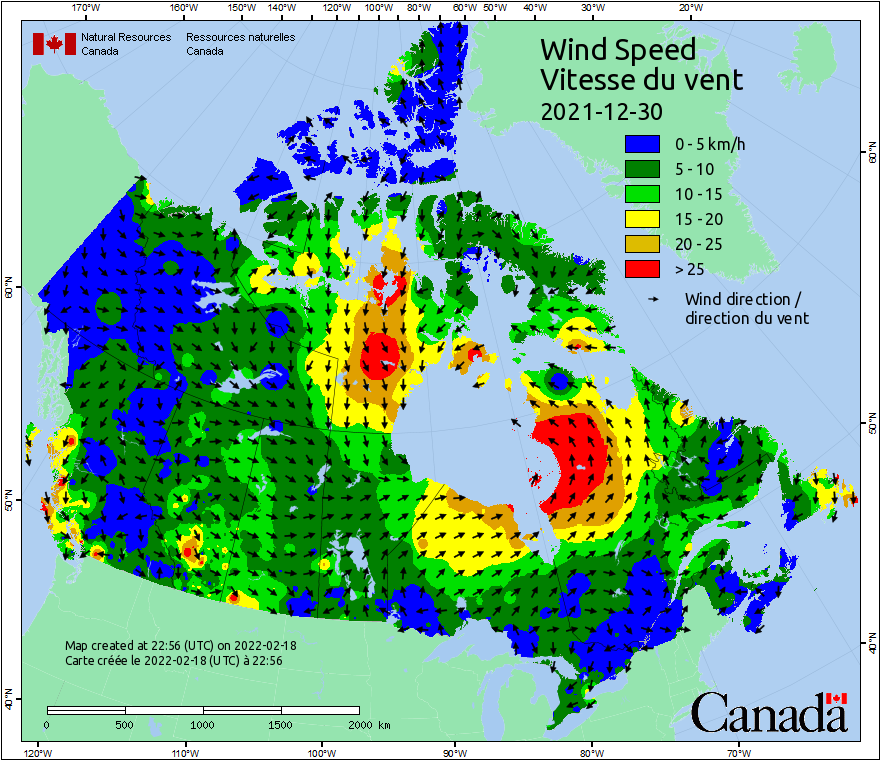 170°W 160°W 150°W 140°W 130°W 120°W 110°W 100°W 80°W 60°W 50°W 40°W 30°W 20°W
Natural Resources Ressources naturelles
Canada Canada
Wind Speed
Vitesse du vent
2021-12-30
0 - 5 km/h
5 - 10
10 - 15
15 - 20
20 - 25
> 25
Wind direction /
direction du vent
60°N 60°N
50°N 50°N
40°N 40°N
Map created at 22:56 (UTC) on 2022-02-18
Carte créée le 2022-02-18 (UTC) à 22:56
0 500 1000 1500 2000 km
Canada
120°W 110°W 100°W 90°W 80°W 70°W